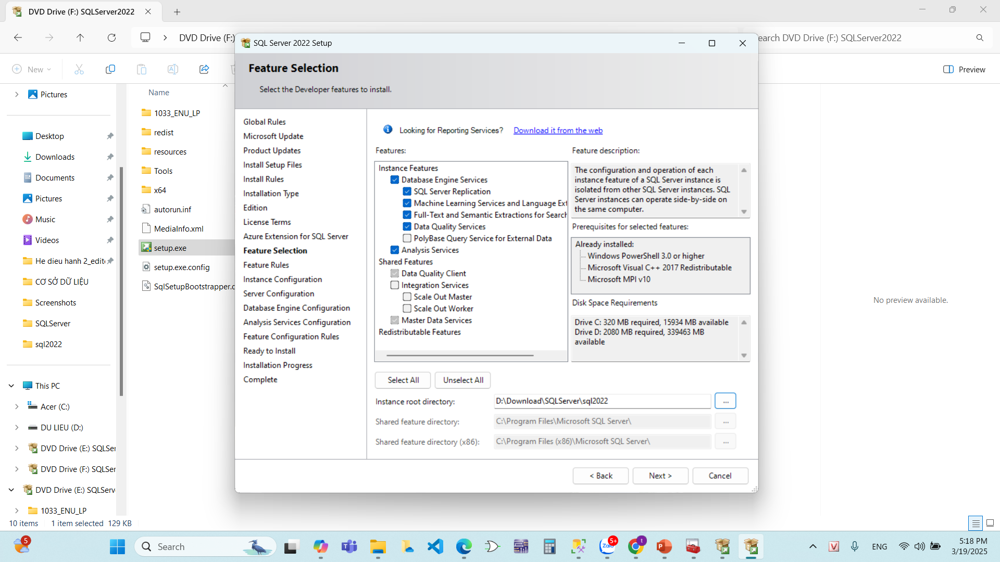 DVD Drive (F:) SQLServer2022
DVD Drive (F:)
earch DVD Drive (F:) SQLServer2022
New
Preview
Pictures
Desktop
Downloads
Documents
Pictures
Music
Videos
He dieu hanh 2_edit
CƠ SỞ DỮ LIỆU
Screenshots
SQLServer
sql2022
This PC
Acer (C:)
DU LIEU (D:)
DVD Drive (E:) SQLSer
DVD Drive (F:) SQLSer
DVD Drive (E:) SQLServ
1033_ENU_LP
10 items
1 item selected 129 KB
Name
1033_ENU_LP
redist
resources
Tools
x64
autorun.inf
MediaInfo.xml
setup.exe
setup.exe.config
SqlSetupBootstrapper.c
No preview available.
SQL Server 2022 Setup
Feature Selection
Select the Developer features to install.
Global Rules
Microsoft Update
Product Updates
Install Setup Files
Install Rules
Installation Type
Edition
License Terms
Azure Extension for SQL Server
Feature Selection
Feature Rules
Instance Configuration
Server Configuration
Database Engine Configuration
Analysis Services Configuration
Feature Configuration Rules
Ready to Install
Installation Progress
Complete
Looking for Reporting Services? Download it from the web
Features:
Instance Features
Database Engine Services
SQL Server Replication
Machine Learning Services and Language Ext
Full-Text and Semantic Extractions for Search
Data Quality Services
PolyBase Query Service for External Data
Analysis Services
Shared Features
Data Quality Client
Integration Services
Scale Out Master
Scale Out Worker
Master Data Services
Redistributable Features
Feature description:
The configuration and operation of each
instance feature of a SQL Server instance is
isolated from other SQL Server instances. SQL
Server instances can operate side-by-side on
the same computer.
Prerequisites for selected features:
Already installed:
Windows PowerShell 3.0 or higher
Microsoft Visual C++ 2017 Redistributable
Microsoft MPI v10
Disk Space Requirements
Drive C: 320 MB required, 15934 MB available
Drive D: 2080 MB required, 339463 MB
available
Select All
Unselect All
Instance root directory: D:\Download\SQLServer\sql2022 ...
Shared feature directory: C:\Program Files\Microsoft SQL Server\ ...
Shared feature directory (x86): C:\Program Files (x86)\Microsoft SQL Server\ ...
< Back
Next >
Cancel
5
Search
Zalo
5+
t
ENG
5:18 PM
3/19/2025